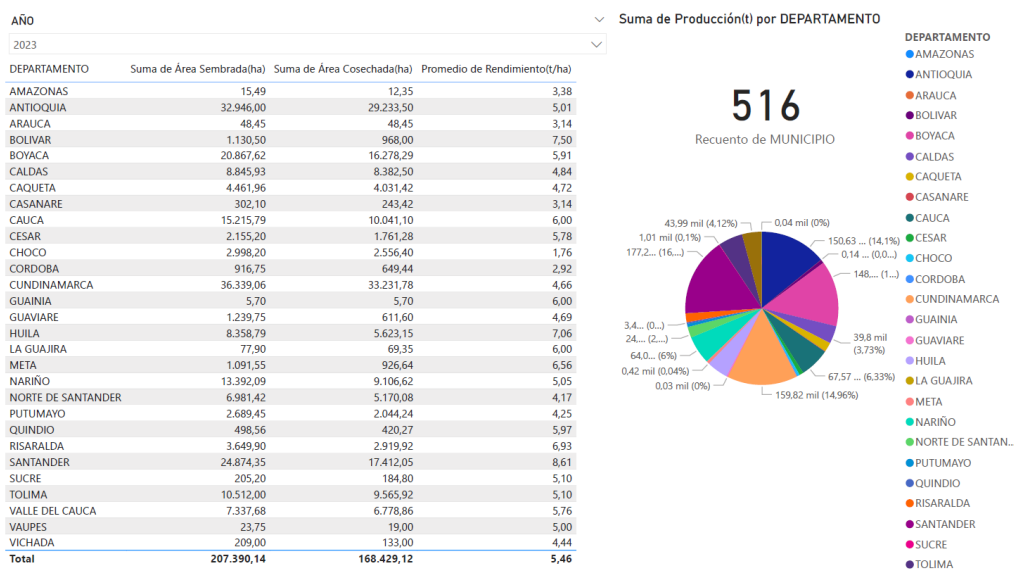 AÑO
2023
DEPARTAMENTO Suma de Área Sembrada(ha) Suma de Área Cosechada(ha) Promedio de Rendimiento(t/ha)
AMAZONAS 15,49 12,35 3,38
ANTIOQUIA 32.946,00 29.233,50 5,01
ARAUCA 48,45 48,45 3,14
BOLIVAR 1.130,50 968,00 7,50
BOYACA 20.867,62 16.278,29 5,91
CALDAS 8.845,93 8.382,50 4,84
CAQUETA 4.461,96 4.031,42 4,72
CASANARE 302,10 243,42 3,14
CAUCA 15.215,79 10.041,10 6,00
CESAR 2.155,20 1.761,28 5,78
CHOCO 2.998,20 2.556,40 1,76
CORDOBA 916,75 649,44 2,92
CUNDINAMARCA 36.339,06 33.231,78 4,66
GUAINIA 5,70 5,70 6,00
GUAVIARE 1.239,75 611,60 4,69
HUILA 8.358,79 5.623,15 7,06
LA GUAJIRA 77,90 69,35 6,00
META 1.091,55 926,64 6,56
NARIÑO 13.392,09 9.106,62 5,05
NORTE DE SANTANDER 6.981,42 5.170,08 4,17
PUTUMAYO 2.689,45 2.044,24 4,25
QUINDIO 498,56 420,27 5,97
RISARALDA 3.649,90 2.919,92 6,93
SANTANDER 24.874,35 17.412,05 8,61
SUCRE 205,20 184,80 5,10
TOLIMA 10.512,00 9.565,92 5,10
VALLE DEL CAUCA 7.337,68 6.778,86 5,76
VAUPES 23,75 19,00 5,00
VICHADA 209,00 133,00 4,44
Total 207.390,14 168.429,12 5,46
Suma de Producción(t) por DEPARTAMENTO
516
Recuento de MUNICIPIO
0,04 mil (0%)
150,63 ... (14,1%)
0,14 ... (0,0...)
148,... (1...)
39,8 mil
(3,73%)
67,57 ... (6,33%)
159,82 mil (14,96%)
0,03 mil (0%)
0,42 mil (0,04%)
64,0... (6%)
24,... (2,...)
3,4... (0...)
177,2... (16,...)
1,01 mil (0,1%)
43,99 mil (4,12%)
DEPARTAMENTO
AMAZONAS
ANTIOQUIA
ARAUCA
BOLIVAR
BOYACA
CALDAS
CAQUETA
CASANARE
CAUCA
CESAR
CHOCO
CORDOBA
CUNDINAMARCA
GUAINIA
GUAVIARE
HUILA
LA GUAJIRA
META
NARIÑO
NORTE DE SANTAN...
PUTUMAYO
QUINDIO
RISARALDA
SANTANDER
SUCRE
TOLIMA